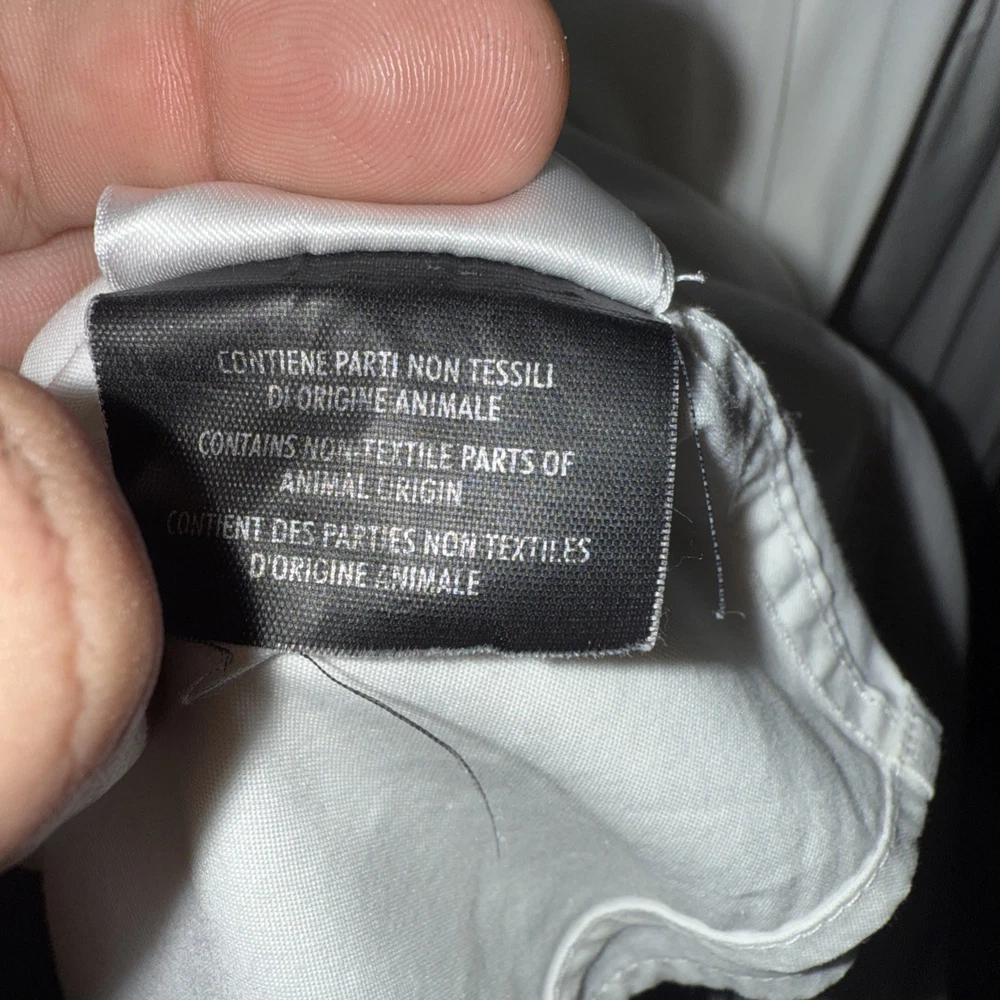 CONTIENE PARTI NON TESSILI
DI ORIGINE ANIMALE
CONTAINS NON-TEXTILE PARTS OF
ANIMAL ORIGIN
CONTIENT DES PARTIES NON TEXTILES
D'ORIGINE ANIMALE